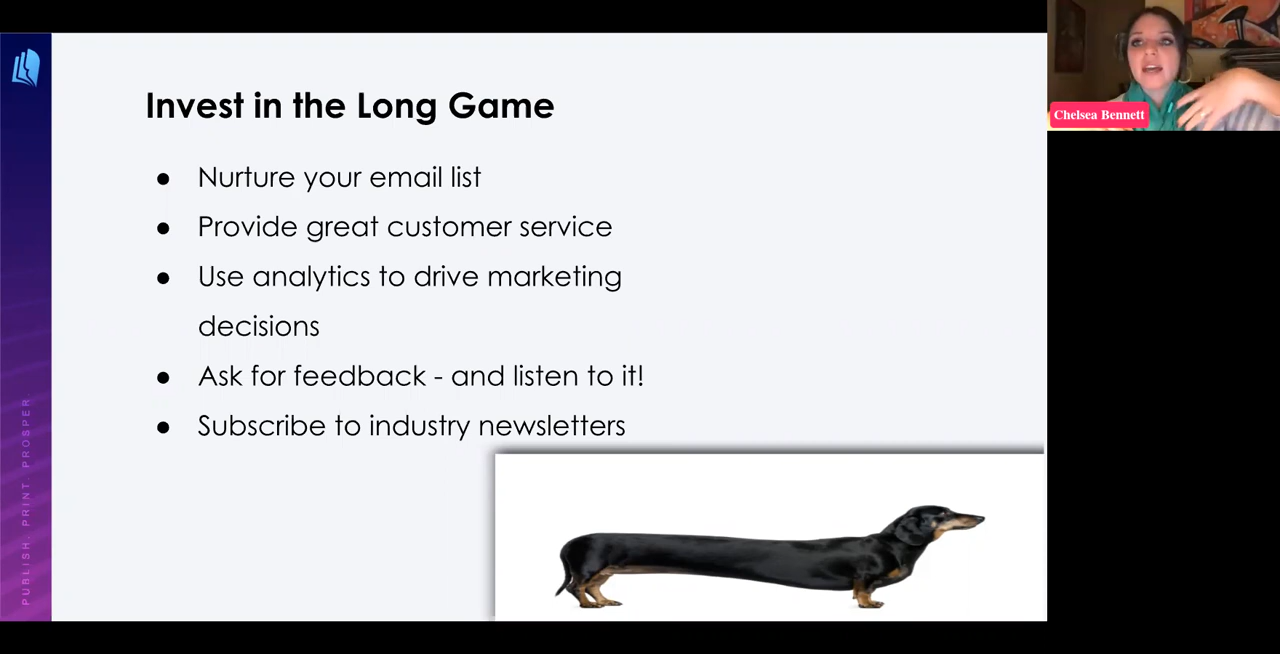 Invest in the Long Game
● Nurture your email list
● Provide great customer service
● Use analytics to drive marketing
decisions
● Ask for feedback - and listen to it!
● Subscribe to industry newsletters
PUBLISH. PRINT. PROSPER
Chelsea Bennett